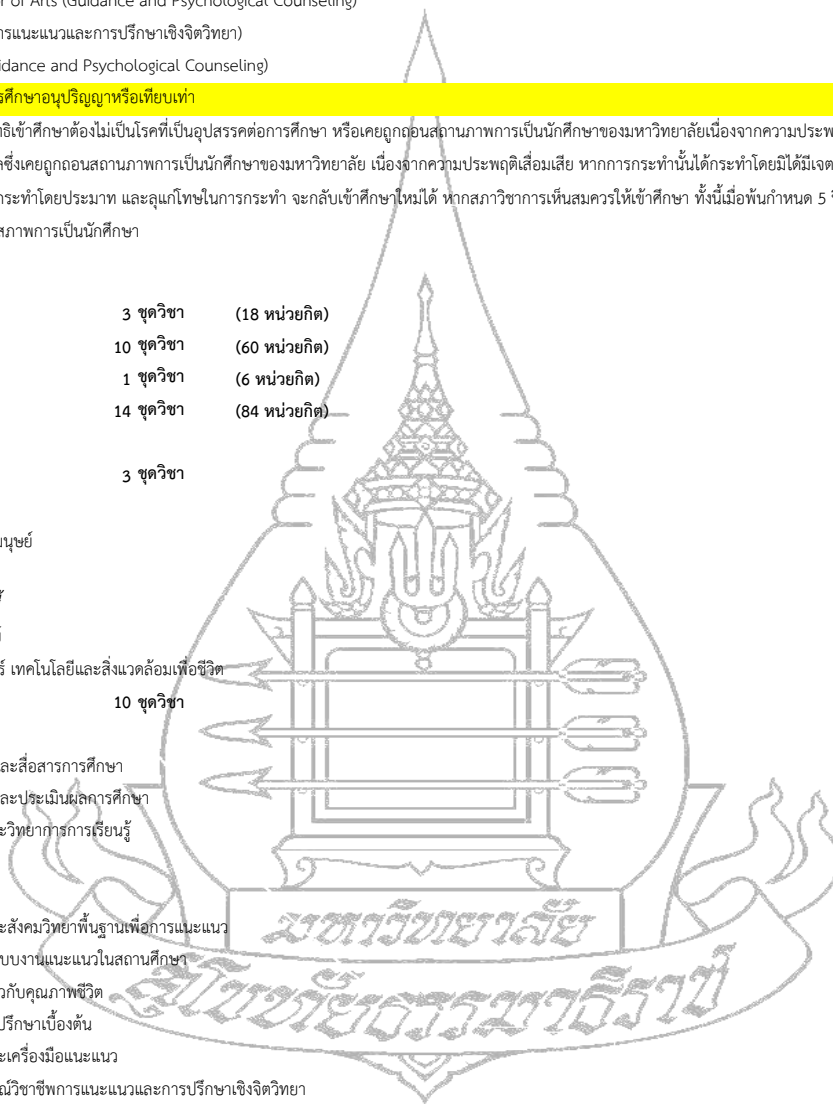 of Arts (Guidance and Psychological Counseling)
การแนะแนวและการปรึกษาเชิงจิตวิทยา)
idance and Psychological Counseling)
รศึกษาอนุปริญญาหรือเทียบเท่า
ทธิเข้าศึกษาต้องไม่เป็นโรคที่เป็นอุปสรรคต่อการศึกษา หรือเคยถูกถอนสถานภาพการเป็นนักศึกษาของมหาวิทยาลัยเนื่องจากความประพ
ลซึ่งเคยถูกถอนสถานภาพการเป็นนักศึกษาของมหาวิทยาลัย เนื่องจากความประพฤติเสื่อมเสีย หากการกระทำนั้นได้กระทำโดยมิได้มีเจต
กระทำโดยประมาท และลุแก่โทษในการกระทำ จะกลับเข้าศึกษาใหม่ได้ หากสภาวิชาการเห็นสมควรให้เข้าศึกษา ทั้งนี้เมื่อพ้นกำหนด 5 ปี
สภาพการเป็นนักศึกษา
3 ชุดวิชา (18 หน่วยกิต)
10 ชุดวิชา (60 หน่วยกิต)
1 ชุดวิชา (6 หน่วยกิต)
14 ชุดวิชา (84 หน่วยกิต)
3 ชุดวิชา
มนุษย์
ร์ เทคโนโลยีและสิ่งแวดล้อมเพื่อชีวิต
10 ชุดวิชา
ละสื่อสารการศึกษา
ละประเมินผลการศึกษา
ะวิทยาการการเรียนรู้
ะสังคมวิทยาพื้นฐานเพื่อการแนะแนว
บบงานแนะแนวในสถานศึกษา
วกับคุณภาพชีวิต
ปรึกษาเบื้องต้น
ะเครื่องมือแนะแนว
ณ์วิชาชีพการแนะแนวและการปรึกษาเชิงจิตวิทยา
มหาวิทยาลัย
สุโขทัยธรรมาธิราช